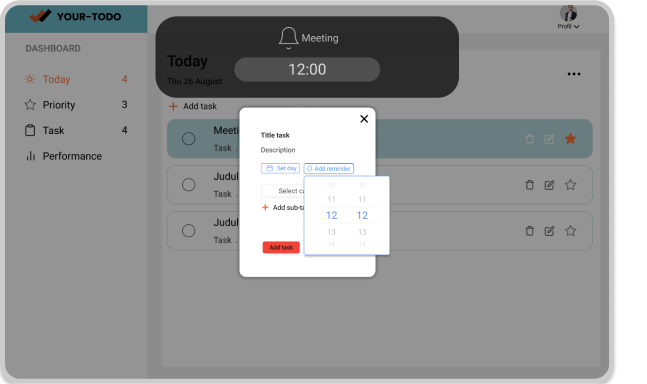 YOUR-TODO
Profil
Meeting
12:00
DASHBOARD
Today 4
Priority 3
Task 4
Performance
Today
Thu 26 August
Add task
Meeti
Task
Judul
Task
Judul
Task
Title task
Description
Set day
Add reminder
Select ca
Add sub-ta
Add task
10 10
11 11
12 12
13 13
14 14